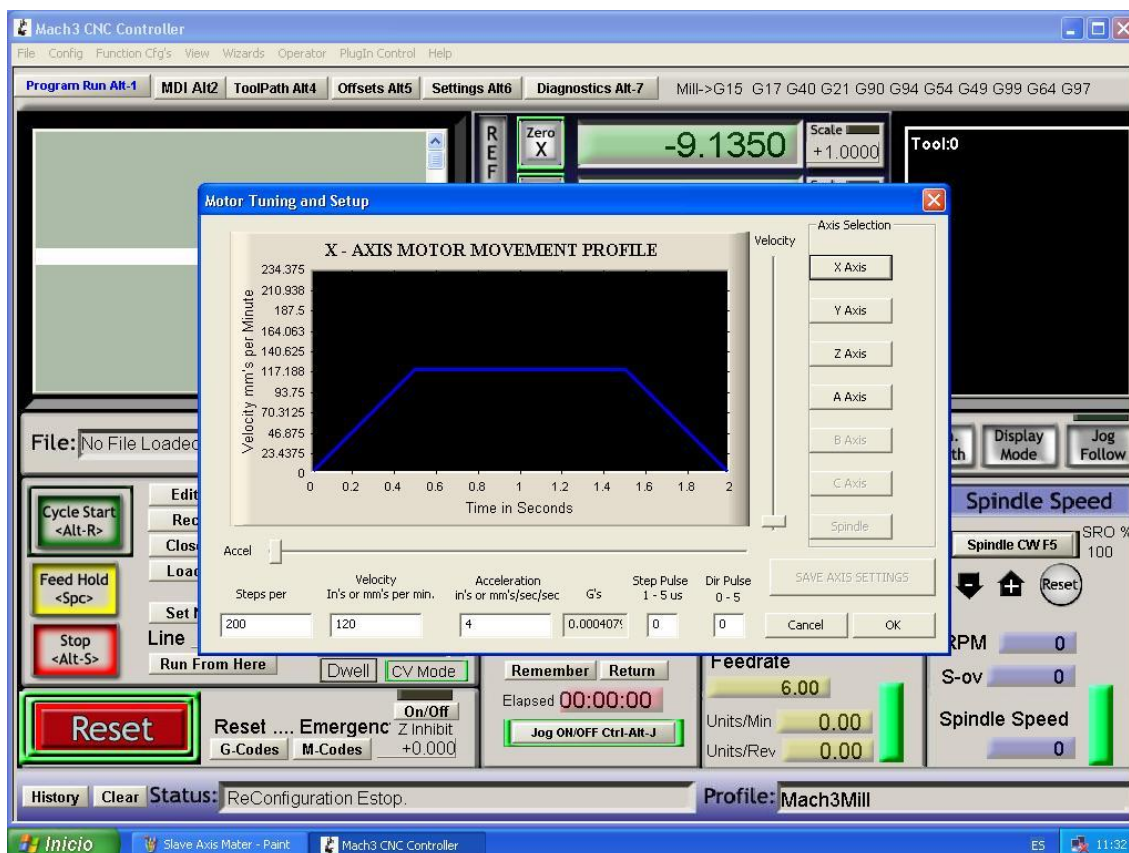 Mach3 CNC Controller
File Config Function Cfg's View Wizards Operator PlugIn Control Help
Program Run Alt-1 MDI Alt2 ToolPath Alt4 Offsets Alt5 Settings Alt6 Diagnostics Alt-7 Mill->G15 G17 G40 G21 G90 G94 G54 G49 G99 G64 G97
REF
Zero X
-9.1350
Scale
+1.0000
Tool:0
Motor Tuning and Setup
X - AXIS MOTOR MOVEMENT PROFILE
Velocity mm's per Minute
234.375
210.938
187.5
164.063
140.625
117.188
93.75
70.3125
46.875
23.4375
0
0 0.2 0.4 0.6 0.8 1 1.2 1.4 1.6 1.8 2
Time in Seconds
Velocity
Axis Selection
X Axis
Y Axis
Z Axis
A Axis
B Axis
C Axis
Spindle
Accel
Steps per
Velocity
In's or mm's per min.
Acceleration
in's or mm's/sec/sec
G's
Step Pulse
1 - 5 us
Dir Pulse
0 - 5
200
120
4
0.0004079
0
0
SAVE AXIS SETTINGS
Cancel
OK
File: No File Loaded
Display Mode
Jog Follow
Cycle Start
<Alt-R>
Feed Hold
<Spc>
Stop
<Alt-S>
Edit
Rec
Close
Load
Set
Line
Run From Here
Dwell
CV Mode
Reset
Reset .... Emergenc
G-Codes
M-Codes
On/Off
Z Inhibit
+0.000
Remember
Return
Elapsed 00:00:00
Jog ON/OFF Ctrl-Alt-J
Feedrate
6.00
Units/Min 0.00
Units/Rev 0.00
Spindle Speed
Spindle CW F5
SRO %
100
Reset
RPM 0
S-ov 0
Spindle Speed
0
History Clear Status: ReConfiguration Estop. Profile: Mach3Mill
Inicio Slave Axis Mater - Paint Mach3 CNC Controller ES 11:32